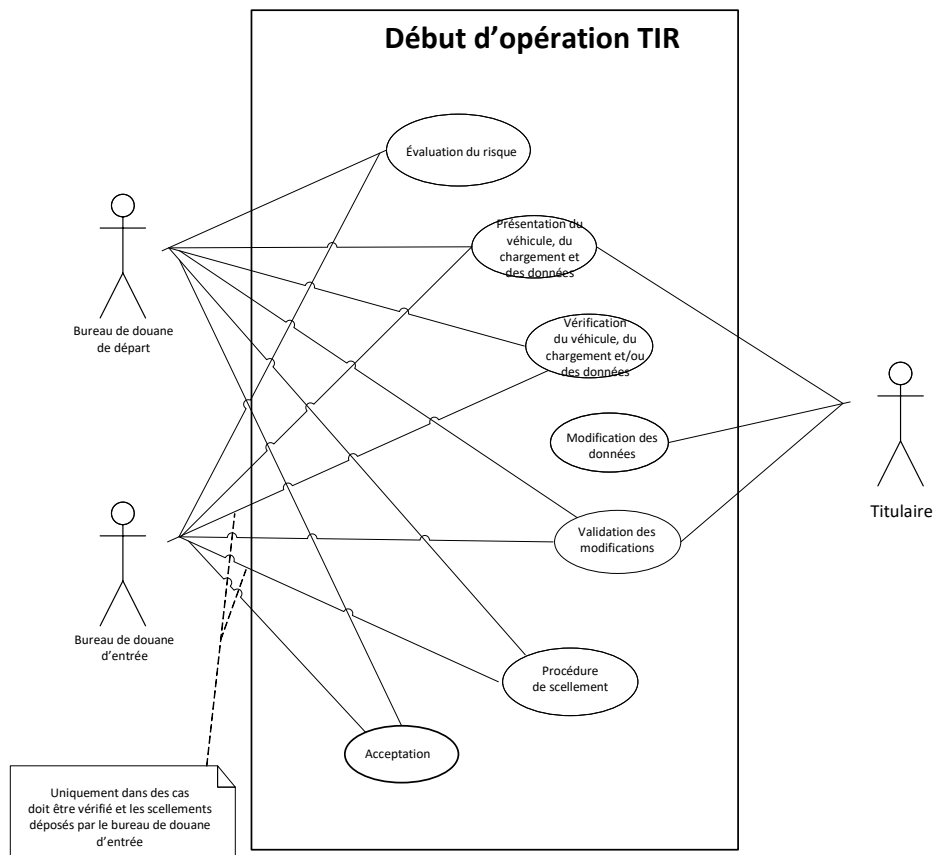 Début d’opération TIR
Évaluation du risque
Présentation du
véhicule, du
chargement et
des données
Bureau de douane
de départ
Vérification
du véhicule, du
chargement et/ou
des données
Modification des
données
Titulaire
Validation des
modifications
Bureau de douane
d’entrée
Procédure
de scellement
Acceptation
Uniquement dans des cas
doit être vérifié et les scellements
déposés par le bureau de douane
d’entrée